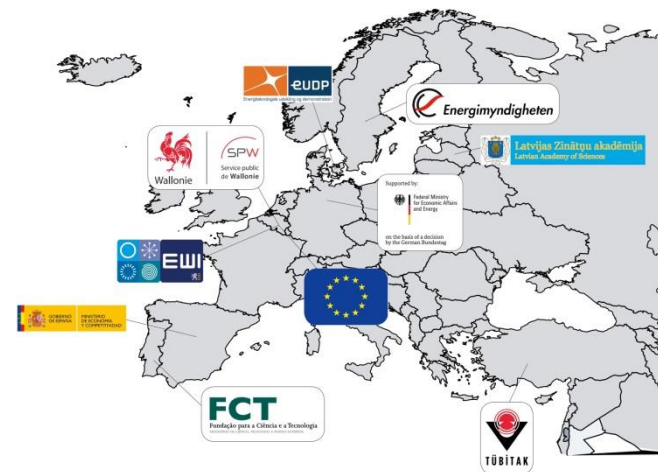 EUDP
Energiteknologisk udvikling og demonstration
Energimyndigheten
Latvijas Zinātņu akadēmija
Latvian Academy of Sciences
Wallonie
SPW
Service public
de Wallonie
Supported by:
Federal Ministry
for Economic Affairs
and Energy
on the basis of a decision
by the German Bundestag
EWI
GOBIERNO
DE ESPAÑA
MINISTERIO
DE ECONOMÍA
Y COMPETITIVIDAD
FCT
Fundação para a Ciência e a Tecnologia
TÜBİTAK